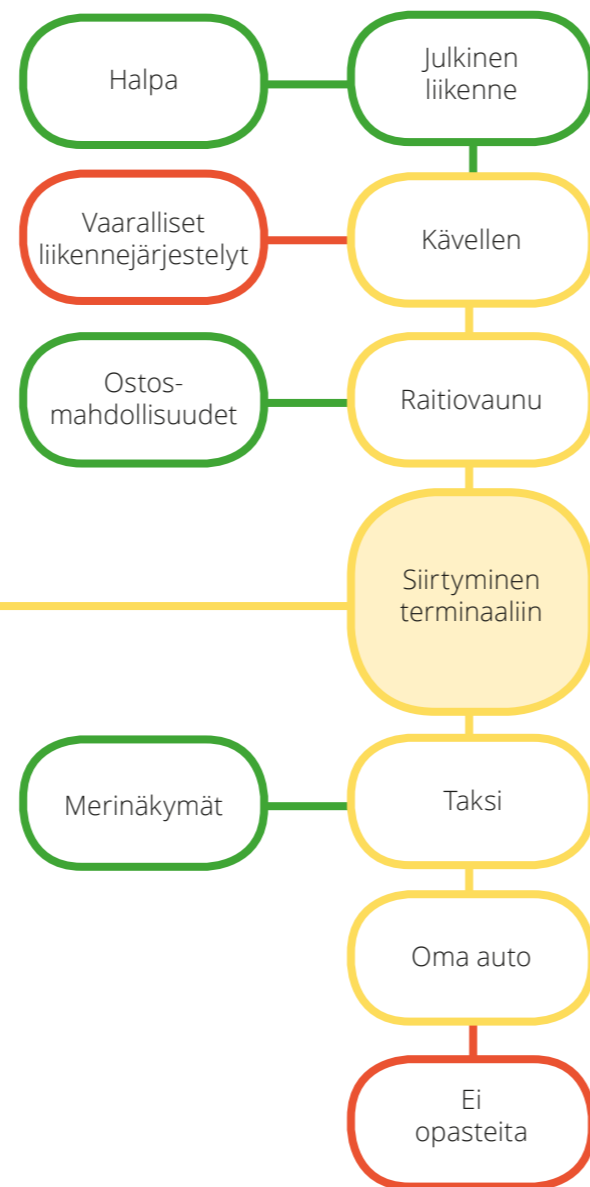 Halpa
Julkinen
liikenne
Vaaralliset
liikennejärjestelyt
Kävellen
Ostos-
mahdollisuudet
Raitiovaunu
Siirtyminen
terminaaliin
Merinäkymät
Taksi
Oma auto
Ei
opasteita